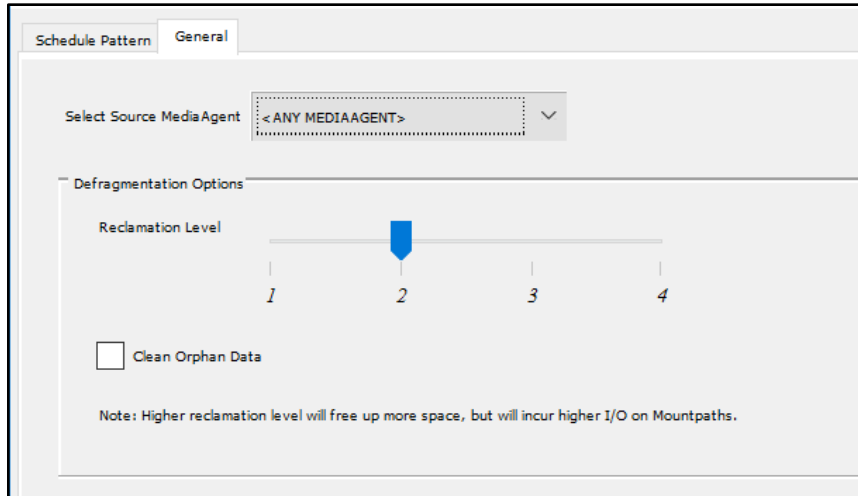 Schedule Pattern
General
Select Source MediaAgent
<ANY MEDIAAGENT>
Defragmentation Options
Reclamation Level
1 2 3 4
Clean Orphan Data
Note: Higher reclamation level will free up more space, but will incur higher I/O on Mountpaths.